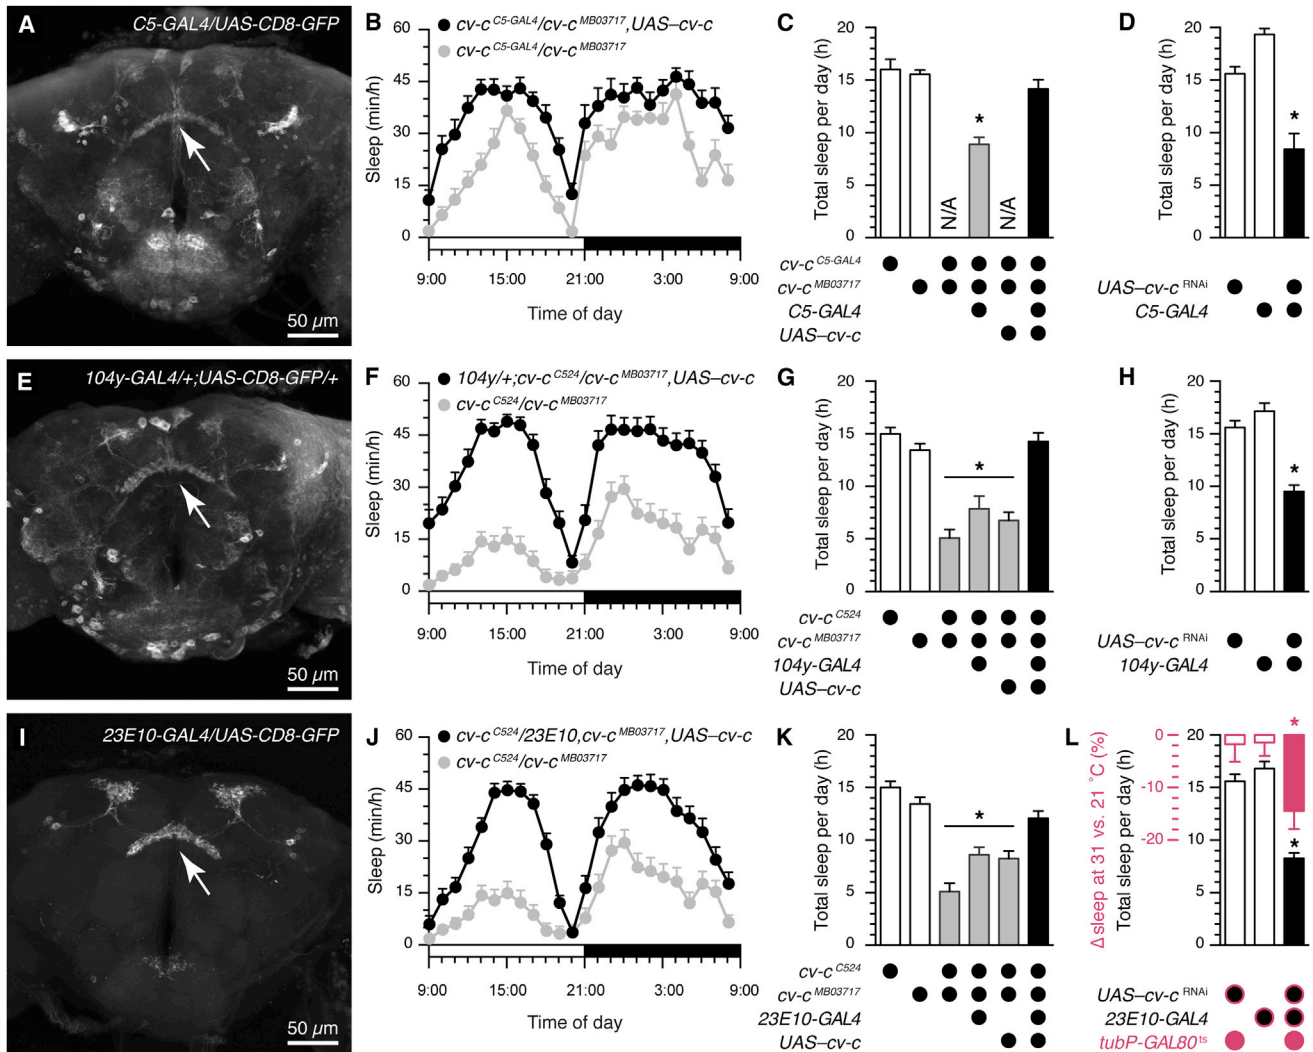 A
C5-GAL4/UAS-CD8-GFP
50 µm
B
cv-c C5-GAL4/cv-c MB03717,UAS–cv-c
cv-c C5-GAL4/cv-c MB03717
Sleep (min/h)
60
45
30
15
0
9:00 15:00 21:00 3:00 9:00
Time of day
C
Total sleep per day (h)
20
15
10
5
0
N/A
*
N/A
cv-c C5-GAL4
cv-c MB03717
C5-GAL4
UAS–cv-c
D
Total sleep per day (h)
20
15
10
5
0
*
UAS–cv-c RNAi
C5-GAL4
E
104y-GAL4/+;UAS-CD8-GFP/+
50 µm
F
104y/+;cv-c C524/cv-c MB03717,UAS–cv-c
cv-c C524/cv-c MB03717
Sleep (min/h)
60
45
30
15
0
9:00 15:00 21:00 3:00 9:00
Time of day
G
Total sleep per day (h)
20
15
10
5
0
*
cv-c C524
cv-c MB03717
104y-GAL4
UAS–cv-c
H
Total sleep per day (h)
20
15
10
5
0
*
UAS–cv-c RNAi
104y-GAL4
I
23E10-GAL4/UAS-CD8-GFP
50 µm
J
cv-c C524/23E10,cv-c MB03717,UAS–cv-c
cv-c C524/cv-c MB03717
Sleep (min/h)
60
45
30
15
0
9:00 15:00 21:00 3:00 9:00
Time of day
K
Total sleep per day (h)
20
15
10
5
0
*
cv-c C524
cv-c MB03717
23E10-GAL4
UAS–cv-c
L
Δ sleep at 31 vs. 21 °C (%)
0
-10
-20
Total sleep per day (h)
20
15
10
5
0
*
*
UAS–cv-c RNAi
23E10-GAL4
tubP-GAL80 ts